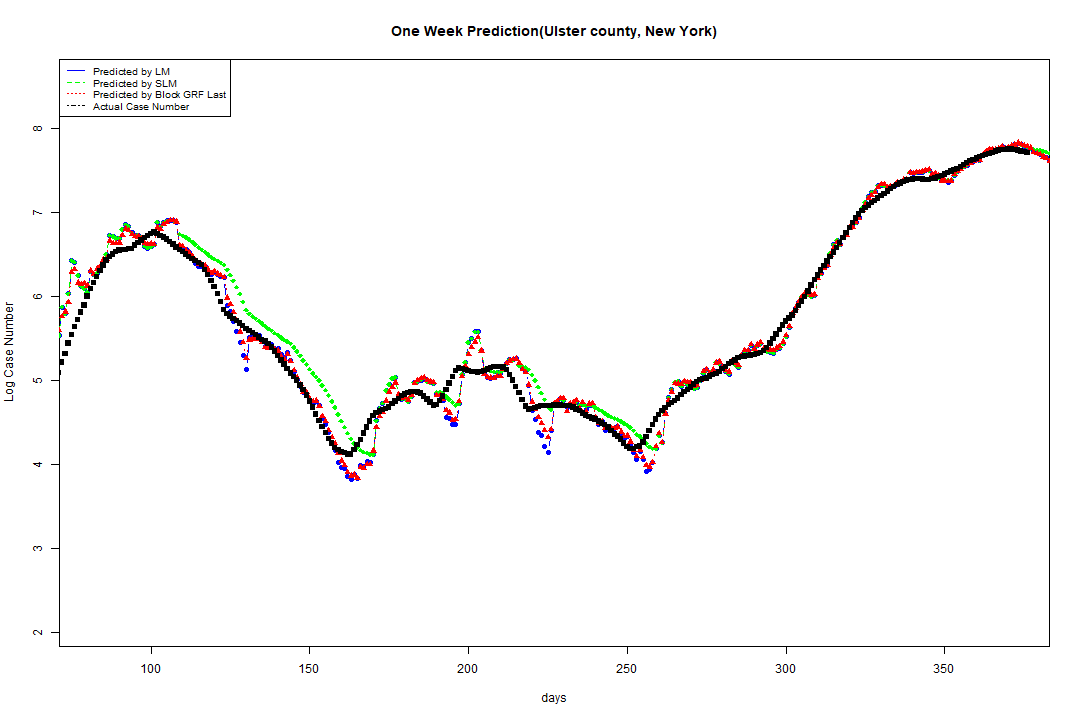 One Week Prediction(Ulster county, New York)
Predicted by LM
Predicted by SLM
Predicted by Block GRF Last
Actual Case Number
Log Case Number
8
7
6
5
4
3
2
100 150 200 250 300 350
days